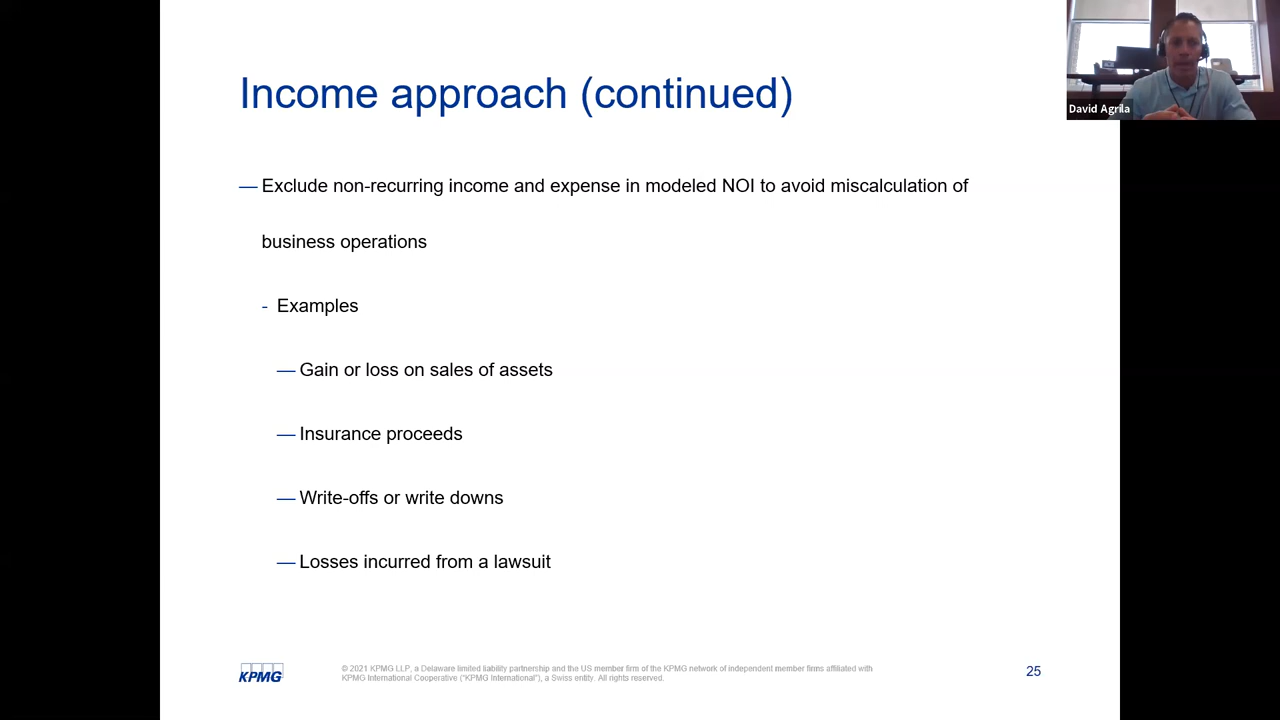 Income approach (continued)
David Agrila
— Exclude non-recurring income and expense in modeled NOI to avoid miscalculation of
business operations
- Examples
— Gain or loss on sales of assets
— Insurance proceeds
— Write-offs or write downs
— Losses incurred from a lawsuit
KPMG
© 2021 KPMG LLP, a Delaware limited liability partnership and the US member firm of the KPMG network of independent member firms affiliated with
KPMG International Cooperative ("KPMG International"), a Swiss entity. All rights reserved.
25